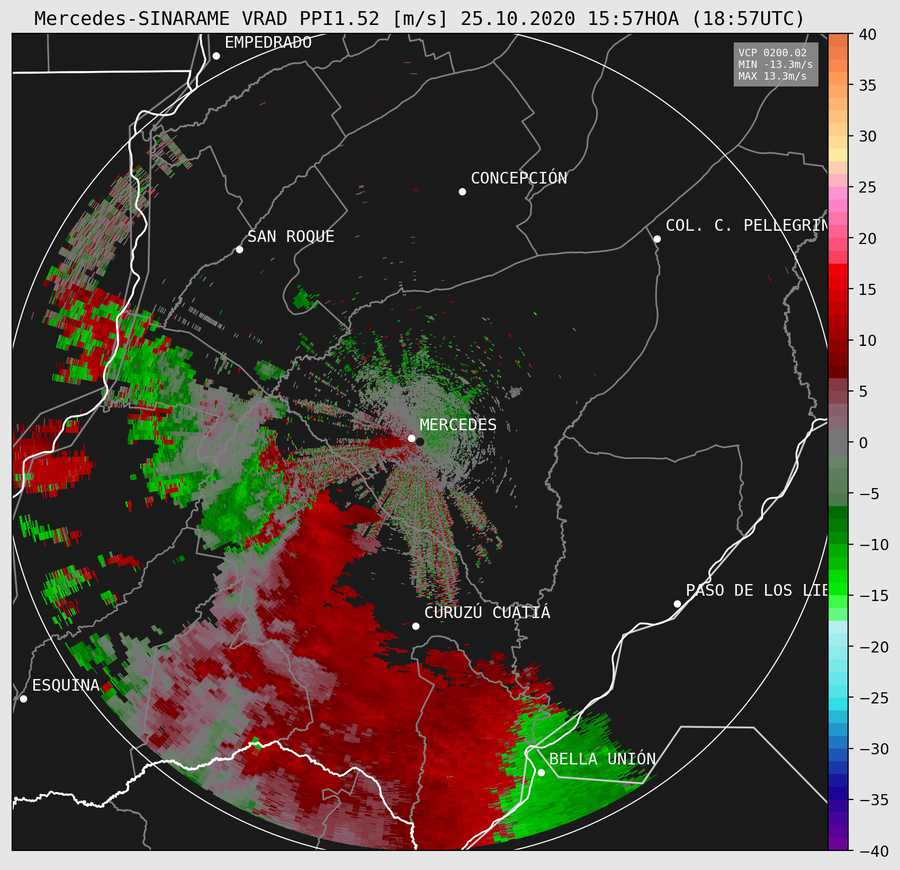 Mercedes-SINARAME VRAD PPI1.52 [m/s] 25.10.2020 15:57HOA (18:57UTC)
EMPEDRADO
VCP 0200.02
MIN -13.3m/s
MAX 13.3m/s
CONCEPCIÓN
COL. C. PELLEGRIN
SAN ROQUE
MERCEDES
PASO DE LOS LIE
CURUZÚ CUATIÁ
ESQUINA
BELLA UNIÓN
40
35
30
25
20
15
10
5
0
−5
−10
−15
−20
−25
−30
−35
−40